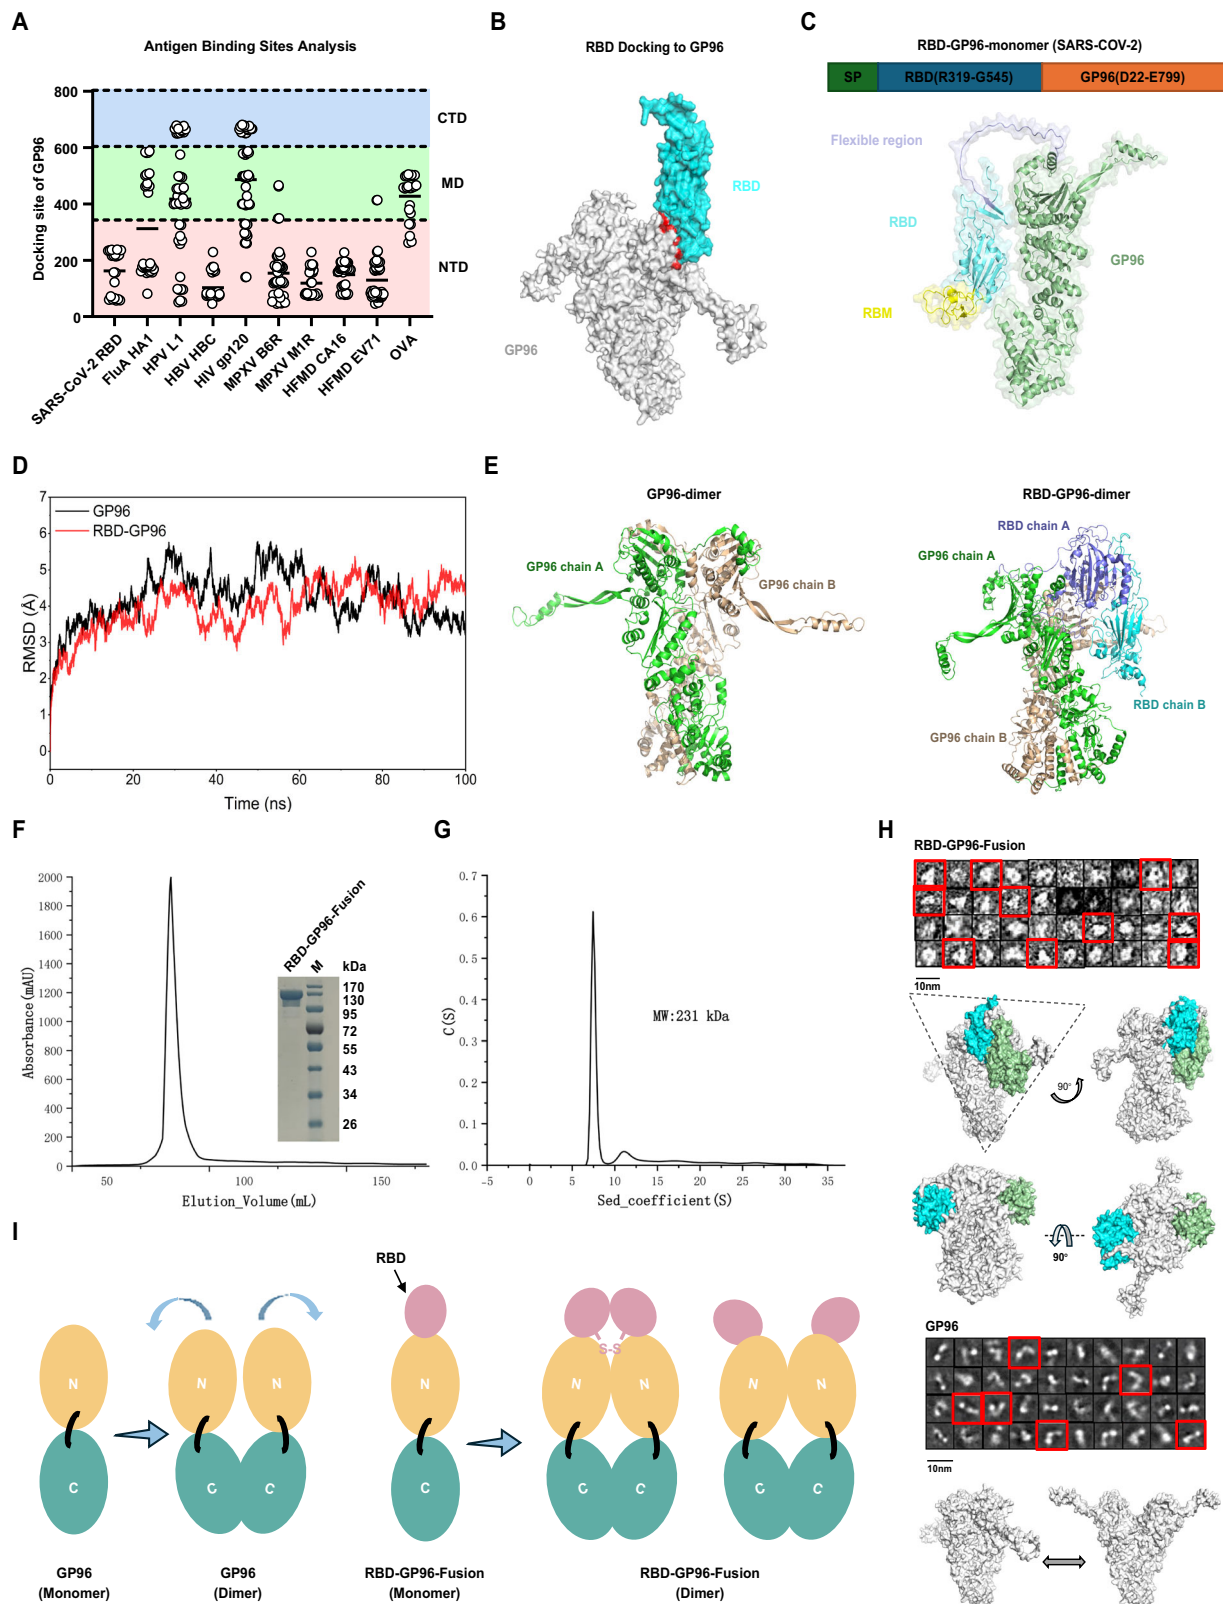 A
Antigen Binding Sites Analysis
Docking site of GP96
800
600
400
200
0
CTD
MD
NTD
SARS-CoV-2 RBD
FluA HA1
HPV L1
HBV HBC
HIV gp120
MPXV B6R
MPXV M1R
HFMD CA16
HFMD EV71
OVA
B
RBD Docking to GP96
RBD
GP96
C
RBD-GP96-monomer (SARS-COV-2)
SP
RBD(R319-G545)
GP96(D22-E799)
Flexible region
RBD
GP96
RBM
D
7
6
5
4
3
2
1
0
RMSD (Å)
GP96
RBD-GP96
0
20
40
60
80
100
Time (ns)
E
GP96-dimer
GP96 chain A
GP96 chain B
RBD-GP96-dimer
RBD chain A
GP96 chain A
RBD chain B
GP96 chain B
F
2000
1800
1600
1400
1200
1000
800
600
400
200
0
Absorbance(mAU)
50
100
150
Elution_Volume(mL)
RBD-GP96-Fusion
M
kDa
170
130
95
72
55
43
34
26
G
0.7
0.6
0.5
0.4
0.3
0.2
0.1
0.0
C(S)
MW:231 kDa
-5
0
5
10
15
20
25
30
35
Sed_coefficient(S)
H
RBD-GP96-Fusion
10nm
90°
90°
GP96
10nm
I
RBD
S-S
N
N
N
N
N
N
N
N
C
C
C
C
C
C
C
C
GP96
(Monomer)
GP96
(Dimer)
RBD-GP96-Fusion
(Monomer)
RBD-GP96-Fusion
(Dimer)